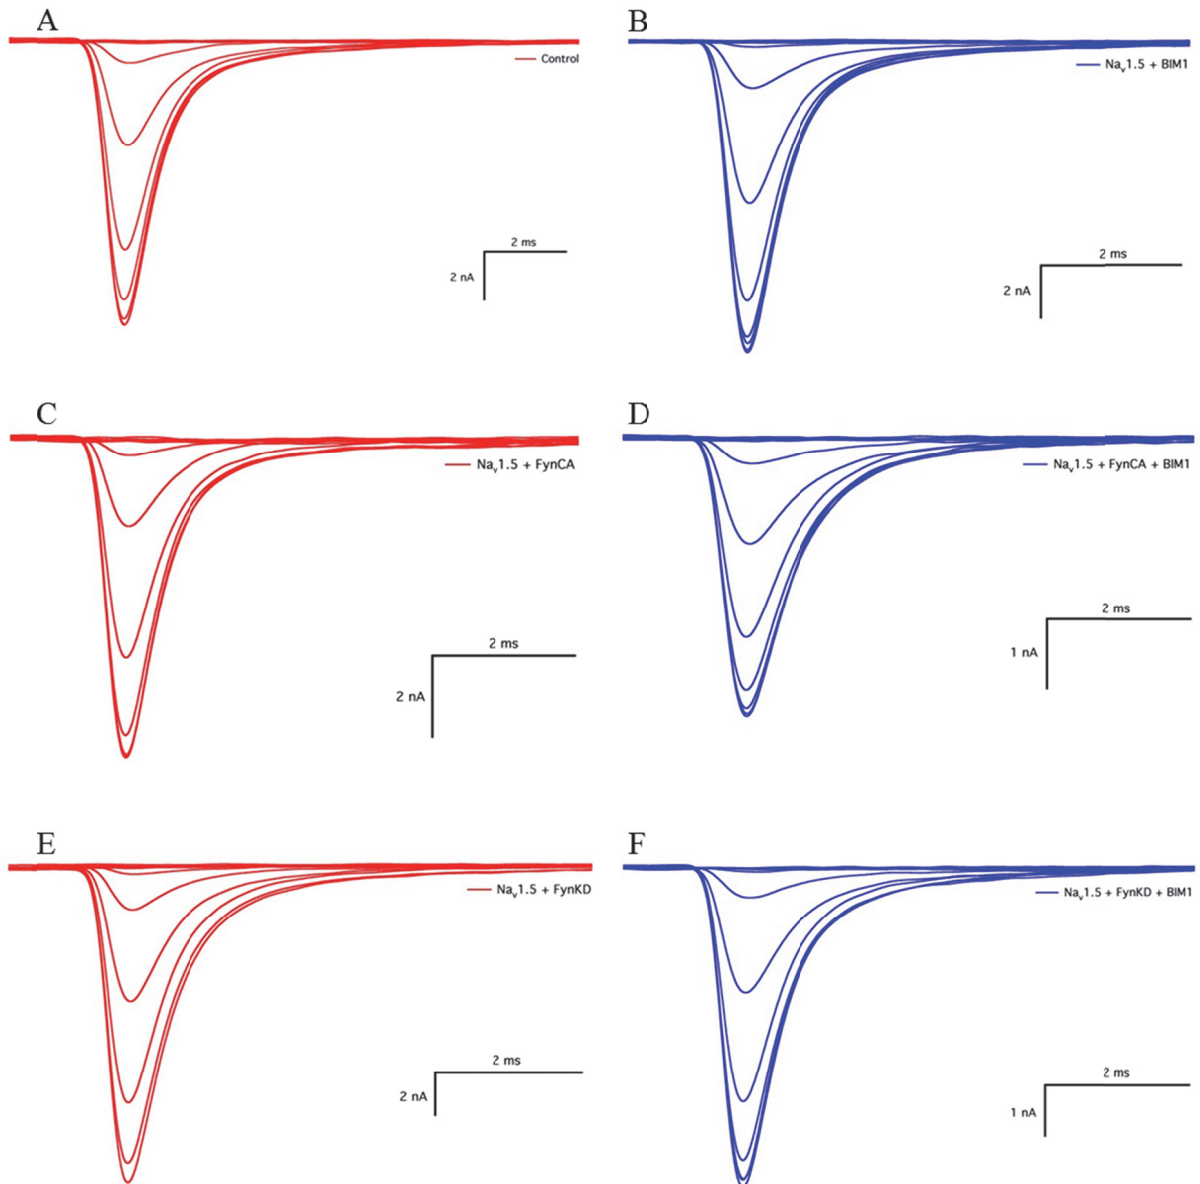 A
Control
2 ms
2 nA
B
Nav1.5 + BIM1
2 ms
2 nA
C
Nav1.5 + FynCA
2 ms
2 nA
D
Nav1.5 + FynCA + BIM1
2 ms
1 nA
E
Nav1.5 + FynKD
2 ms
2 nA
F
Nav1.5 + FynKD + BIM1
2 ms
1 nA